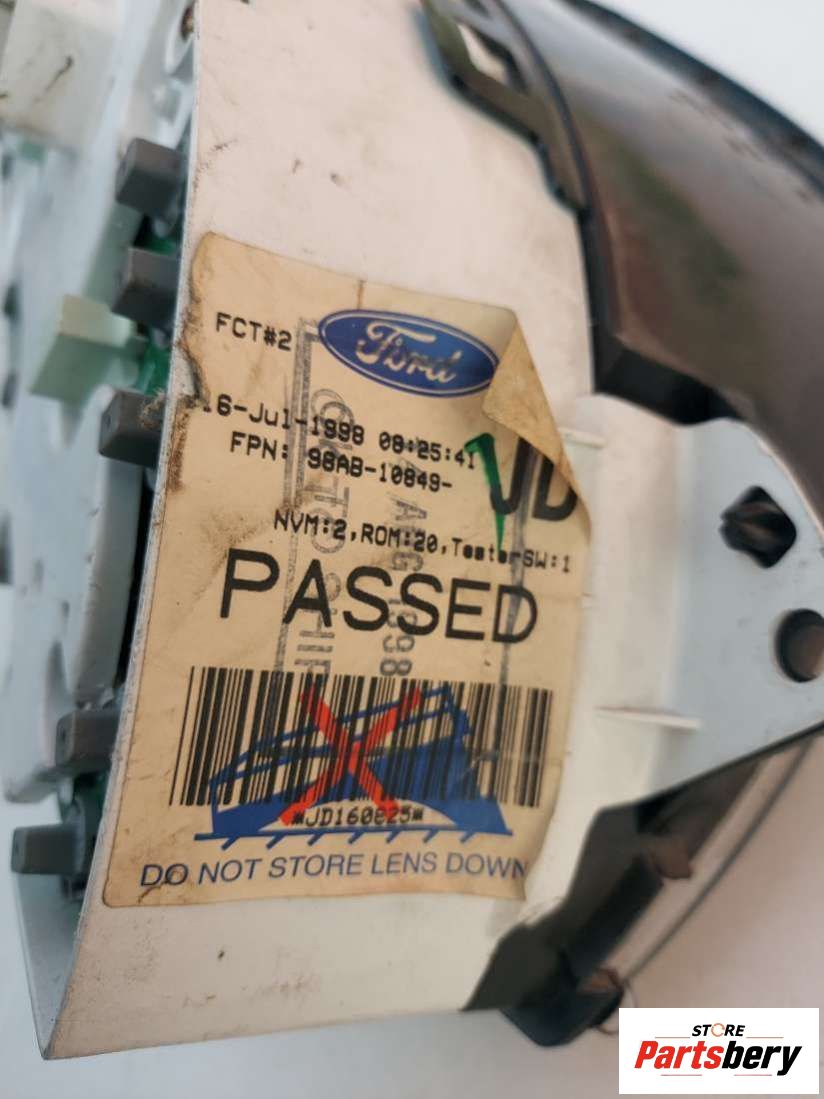 FCT#2
Ford
16-Jul-1998 08:25:41
FPN: 98AB-10849-
JD
NVM:2,ROM:20,TesterSW:1
PASSED
*JD160825*
DO NOT STORE LENS DOWN
STORE
Partsbery